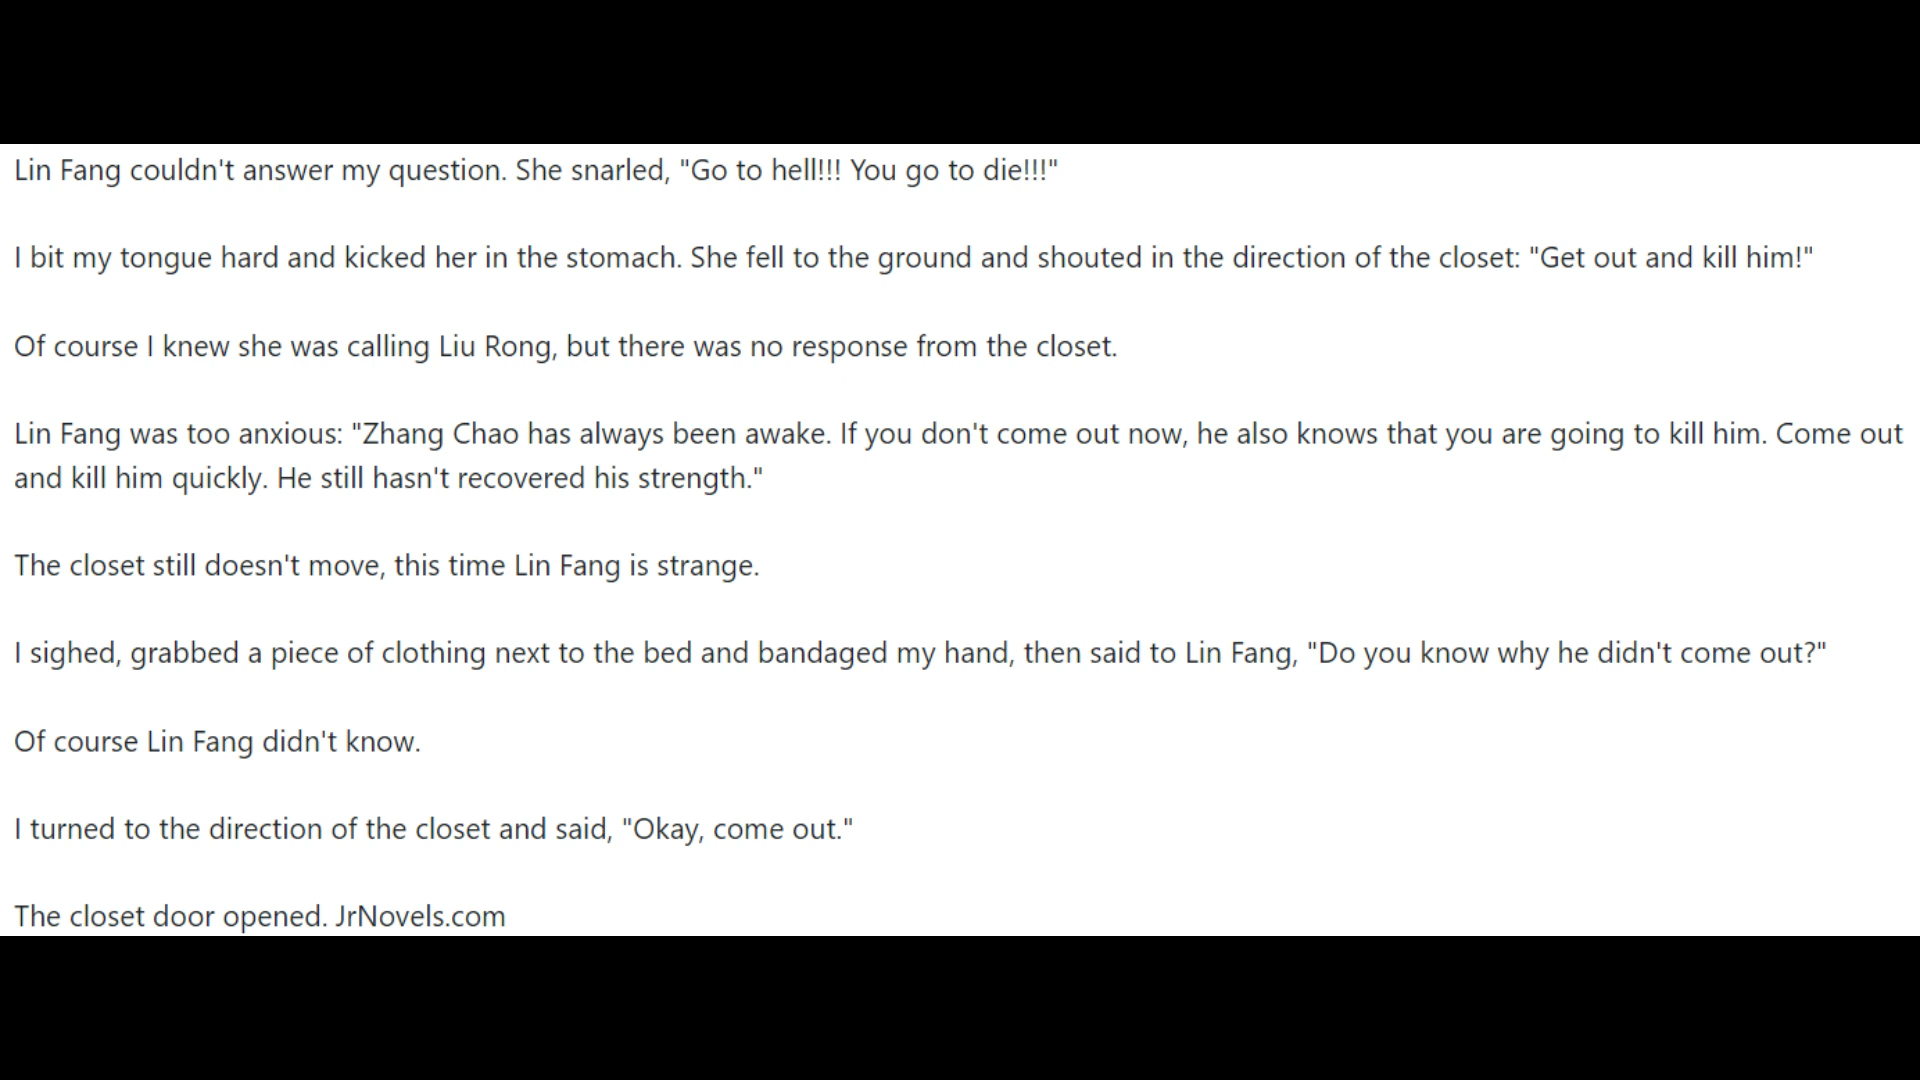 Lin Fang couldn't answer my question. She snarled, "Go to hell!!! You go to die!!!"
I bit my tongue hard and kicked her in the stomach. She fell to the ground and shouted in the direction of the closet: "Get out and kill him!"
Of course I knew she was calling Liu Rong, but there was no response from the closet.
Lin Fang was too anxious: "Zhang Chao has always been awake. If you don't come out now, he also knows that you are going to kill him. Come out
and kill him quickly. He still hasn't recovered his strength."
The closet still doesn't move, this time Lin Fang is strange.
I sighed, grabbed a piece of clothing next to the bed and bandaged my hand, then said to Lin Fang, "Do you know why he didn't come out?"
Of course Lin Fang didn't know.
I turned to the direction of the closet and said, "Okay, come out."
The closet door opened. JrNovels.com